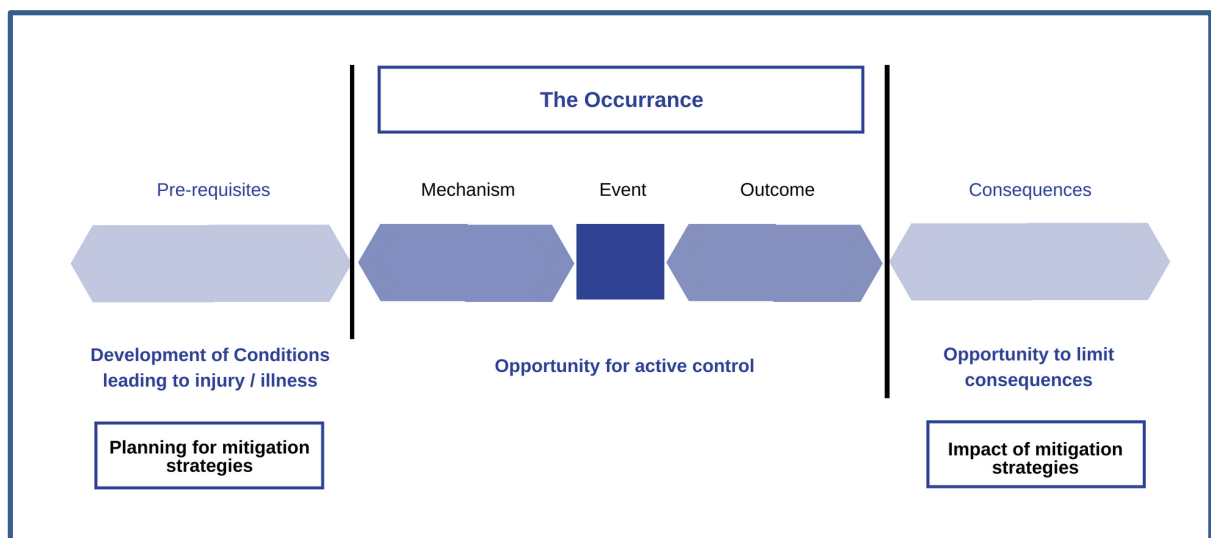 The Occurrance
Pre-requisites
Mechanism
Event
Outcome
Consequences
Development of Conditions
leading to injury / illness
Opportunity for active control
Opportunity to limit
consequences
Planning for mitigation
strategies
Impact of mitigation
strategies